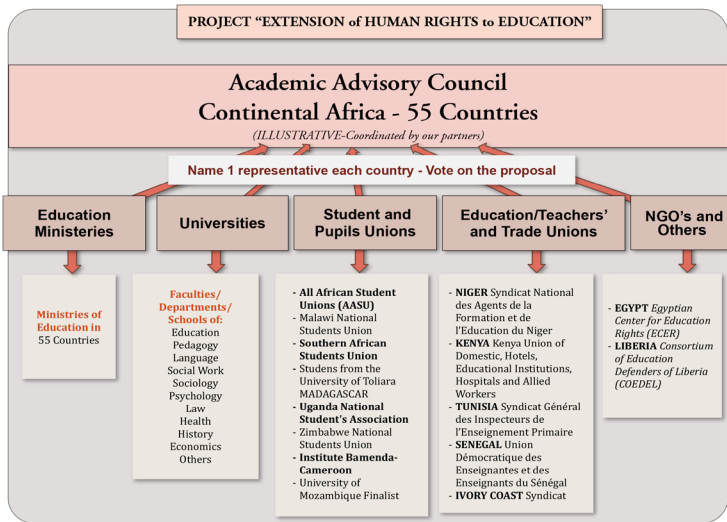 PROJECT “EXTENSION of HUMAN RIGHTS to EDUCATION”
Academic Advisory Council
Continental Africa - 55 Countries
(ILLUSTRATIVE-Coordinated by our partners)
Name 1 representative each country - Vote on the proposal
Education
Ministries
Ministries of
Education in
55 Countries
Universities
Faculties/
Departments/
Schools of:
Education
Pedagogy
Language
Social Work
Sociology
Psychology
Law
Health
History
Economics
Others
Student and
Pupils Unions
- All African Student
Unions (AASU)
- Malawi National
Students Union
- Southern African
Students Union
- Studens from the
University of Toliara
MADAGASCAR
- Uganda National
Student's Association
- Zimbabwe National
Students Union
- Institute Bamenda-
Cameroon
- University of
Mozambique Finalist
Education/Teachers’
and Trade Unions
- NIGER Syndicat National
des Agents de la
Formation et de
l’Education du Niger
- KENYA Kenya Union of
Domestic, Hotels,
Educational Institutions,
Hospitals and Allied
Workers
- TUNISIA Syndicat Général
des Inspecteurs de
l’Enseignement Primaire
- SENEGAL Union
Démocratique des
Enseignantes et des
Enseignants du Sénégal
- IVORY COAST Syndicat
NGO’s and
Others
- EGYPT Egyptian
Center for Education
Rights (ECER)
- LIBERIA Consortium
of Education
Defenders of Liberia
(COEDEL)